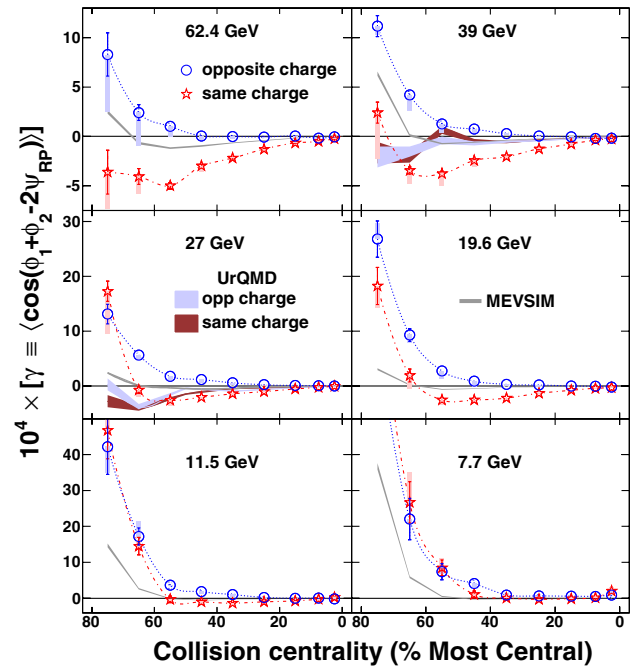 62.4 GeV
39 GeV
opposite charge
same charge
10
5
0
-5
27 GeV
19.6 GeV
UrQMD
opp charge
same charge
MEVSIM
30
20
10
0
11.5 GeV
7.7 GeV
40
30
20
10
0
80 60 40 20 0
80 60 40 20 0
Collision centrality (% Most Central)
10⁴ × [γ ≡ ⟨cos(ϕ₁+ϕ₂-2ψ_RP)⟩]